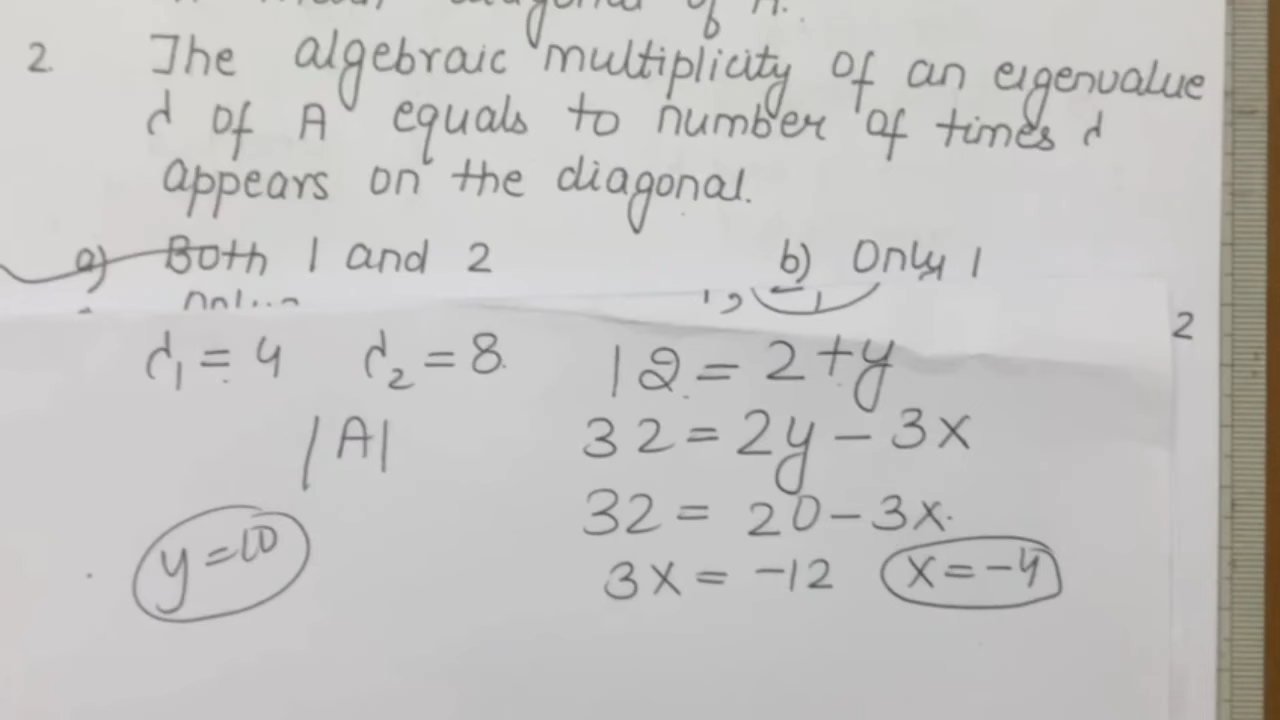 of A.
2. The algebraic multiplicity of an eigenvalue
λ of A equals to number of times λ
appears on the diagonal.
a) Both 1 and 2 b) Only 1
2
λ₁ = 4 λ₂ = 8 12 = 2 + y
|A| 32 = 2y - 3x
32 = 20 - 3x.
y = 10 3x = -12 x = -4